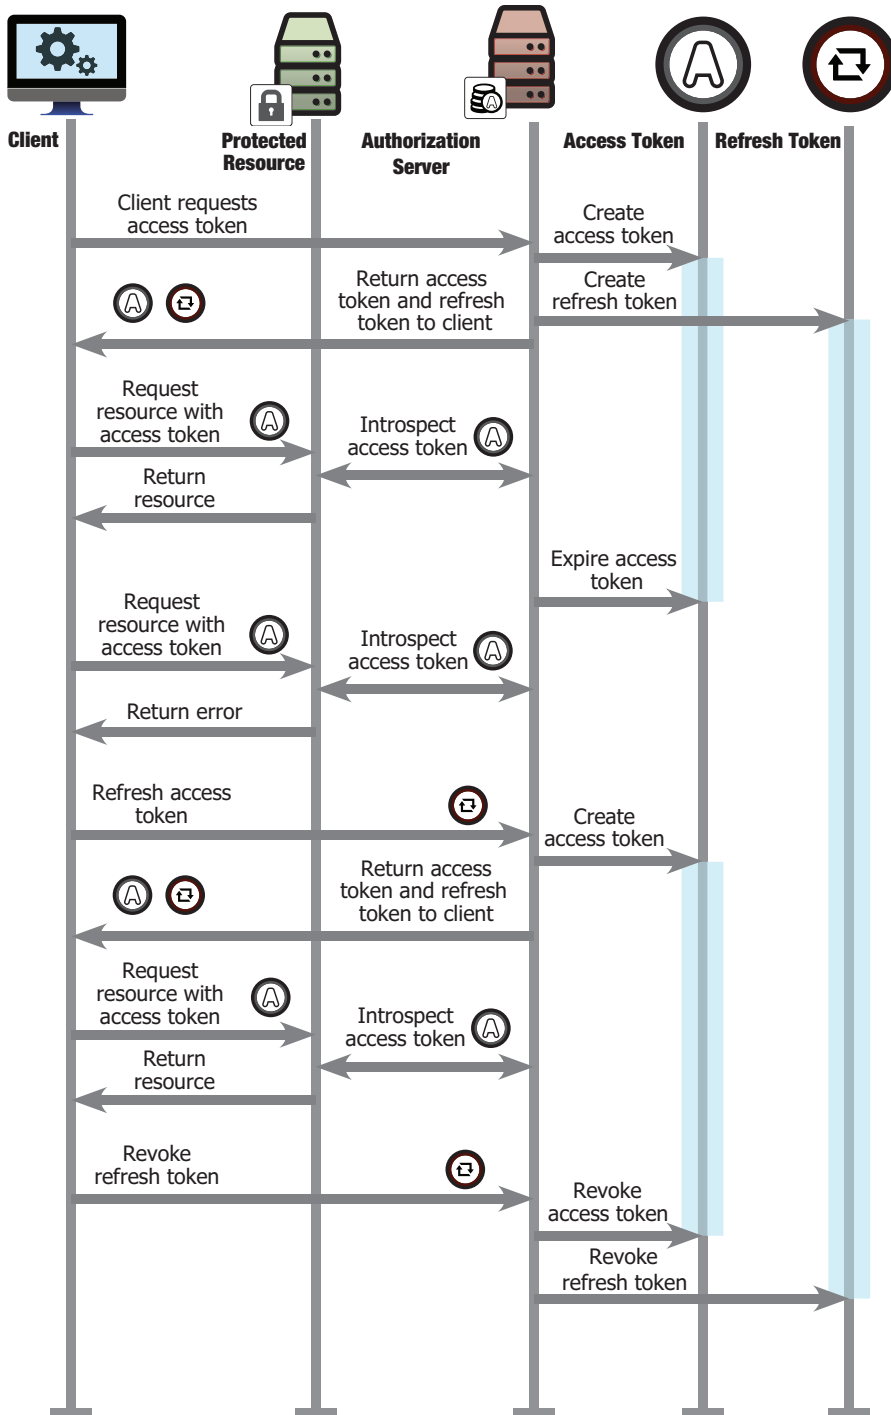 Client
Protected
Resource
Authorization
Server
Access Token
Refresh Token
Client requests
access token
Create
access token
Return access
token and refresh
token to client
Create
refresh token
Request
resource with
access token
Introspect
access token
Return
resource
Expire access
token
Request
resource with
access token
Introspect
access token
Return error
Refresh access
token
Create
access token
Return access
token and refresh
token to client
Request
resource with
access token
Introspect
access token
Return
resource
Revoke
refresh token
Revoke
access token
Revoke
refresh token